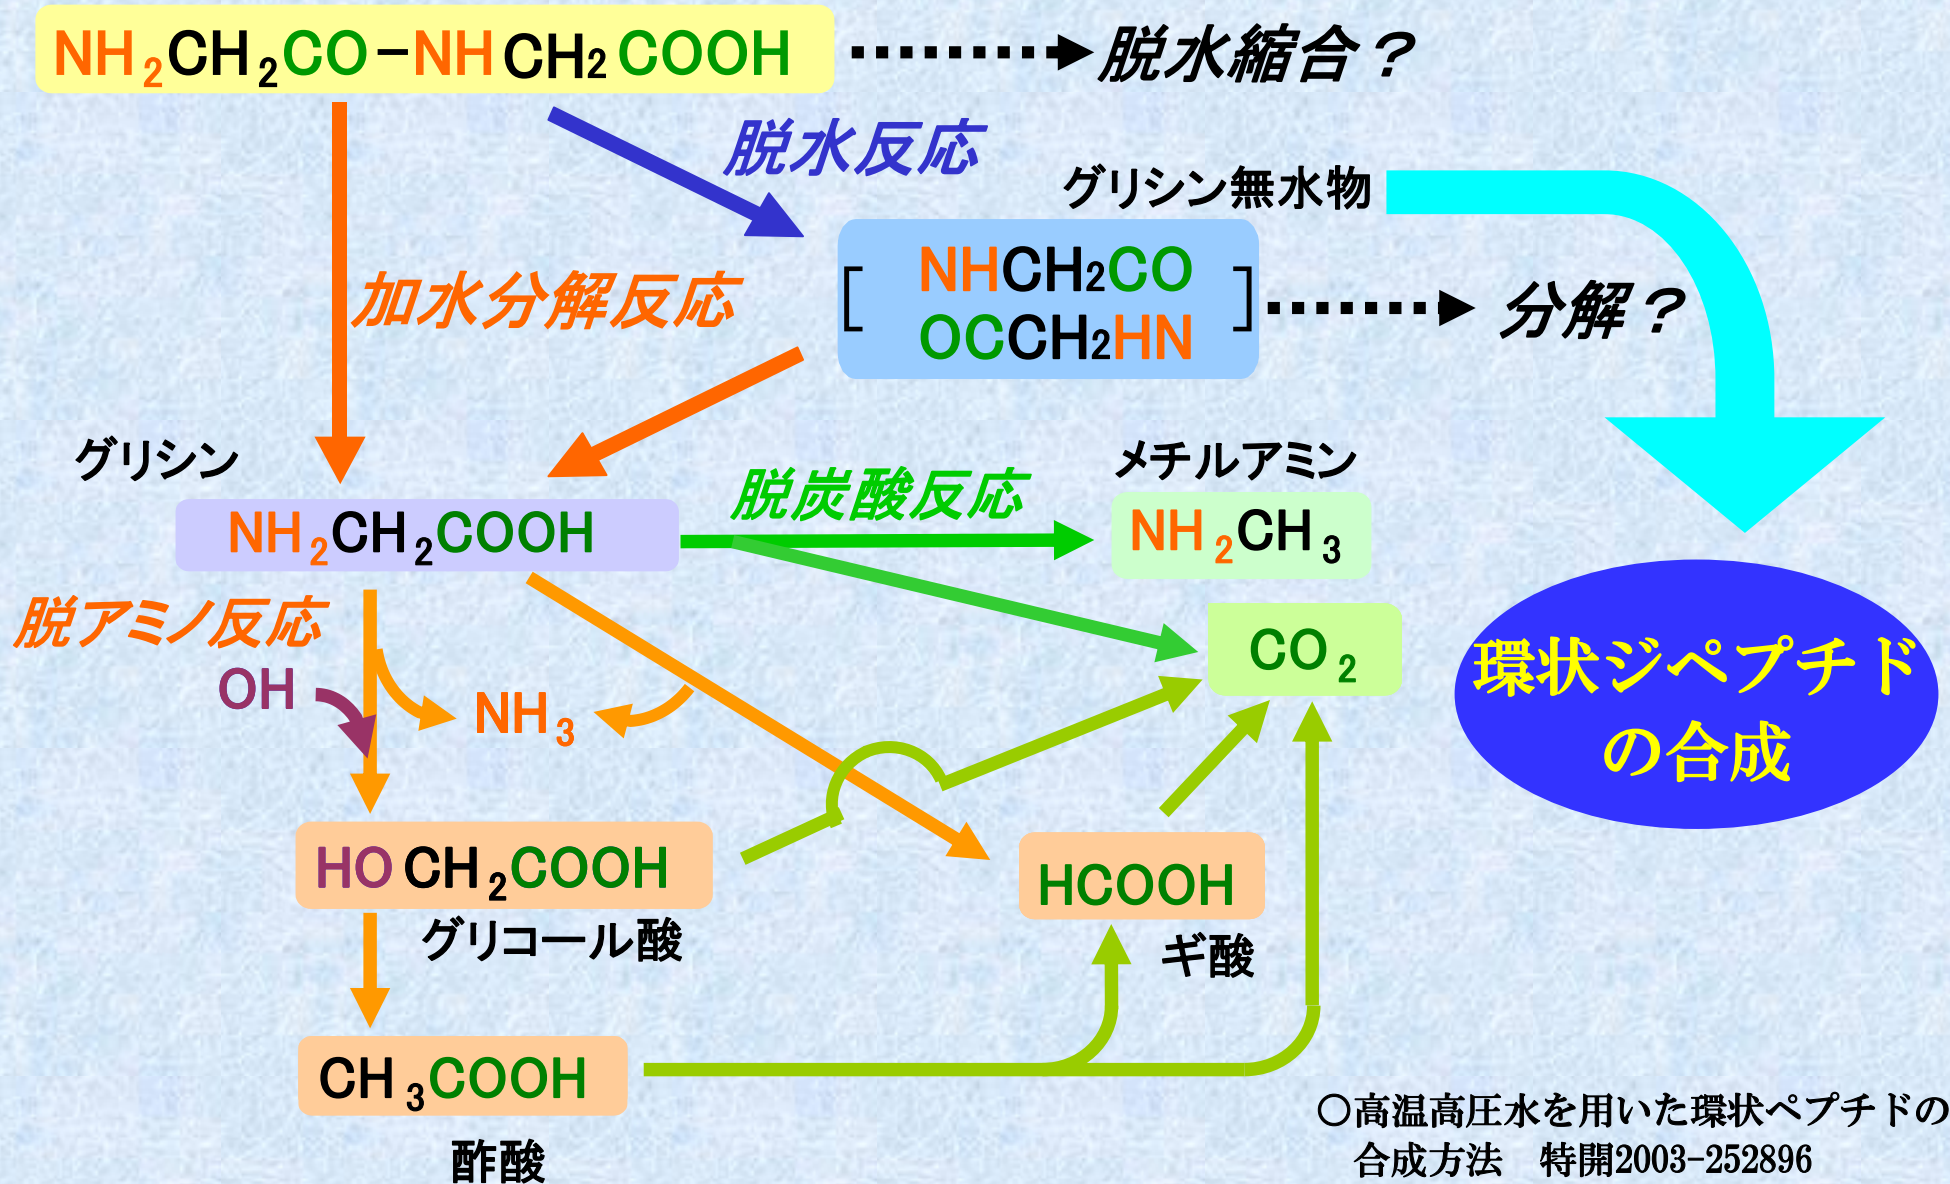 NH₂CH₂CO−NHCH₂COOH
脱水縮合？
脱水反応
グリシン無水物
NHCH₂CO
OCCH₂HN
分解？
加水分解反応
グリシン
NH₂CH₂COOH
脱炭酸反応
メチルアミン
NH₂CH₃
CO₂
脱アミノ反応
OH
NH₃
環状ジペプチド
の合成
HOCH₂COOH
グリコール酸
HCOOH
ギ酸
CH₃COOH
酢酸
○高温高圧水を用いた環状ペプチドの
合成方法　特開2003-252896